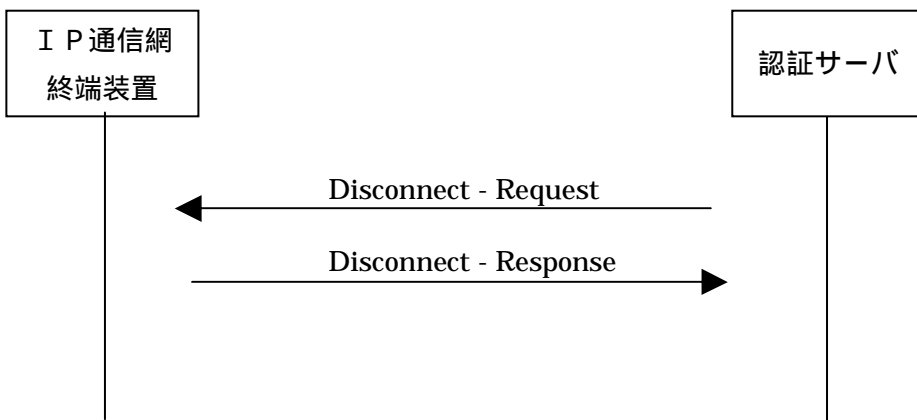 ＩＰ通信網
終端装置
認証サーバ
Disconnect - Request
Disconnect - Response